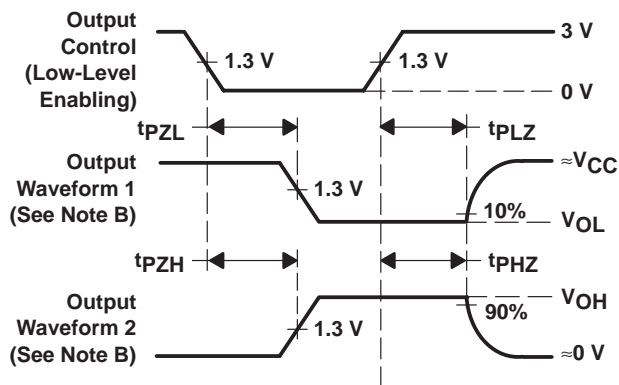 Output
Control
(Low-Level
Enabling)
1.3 V
1.3 V
3 V
0 V
tPZL
tPLZ
Output
Waveform 1
(See Note B)
1.3 V
10%
≈VCC
VOL
tPZH
tPHZ
Output
Waveform 2
(See Note B)
1.3 V
90%
VOH
≈0 V